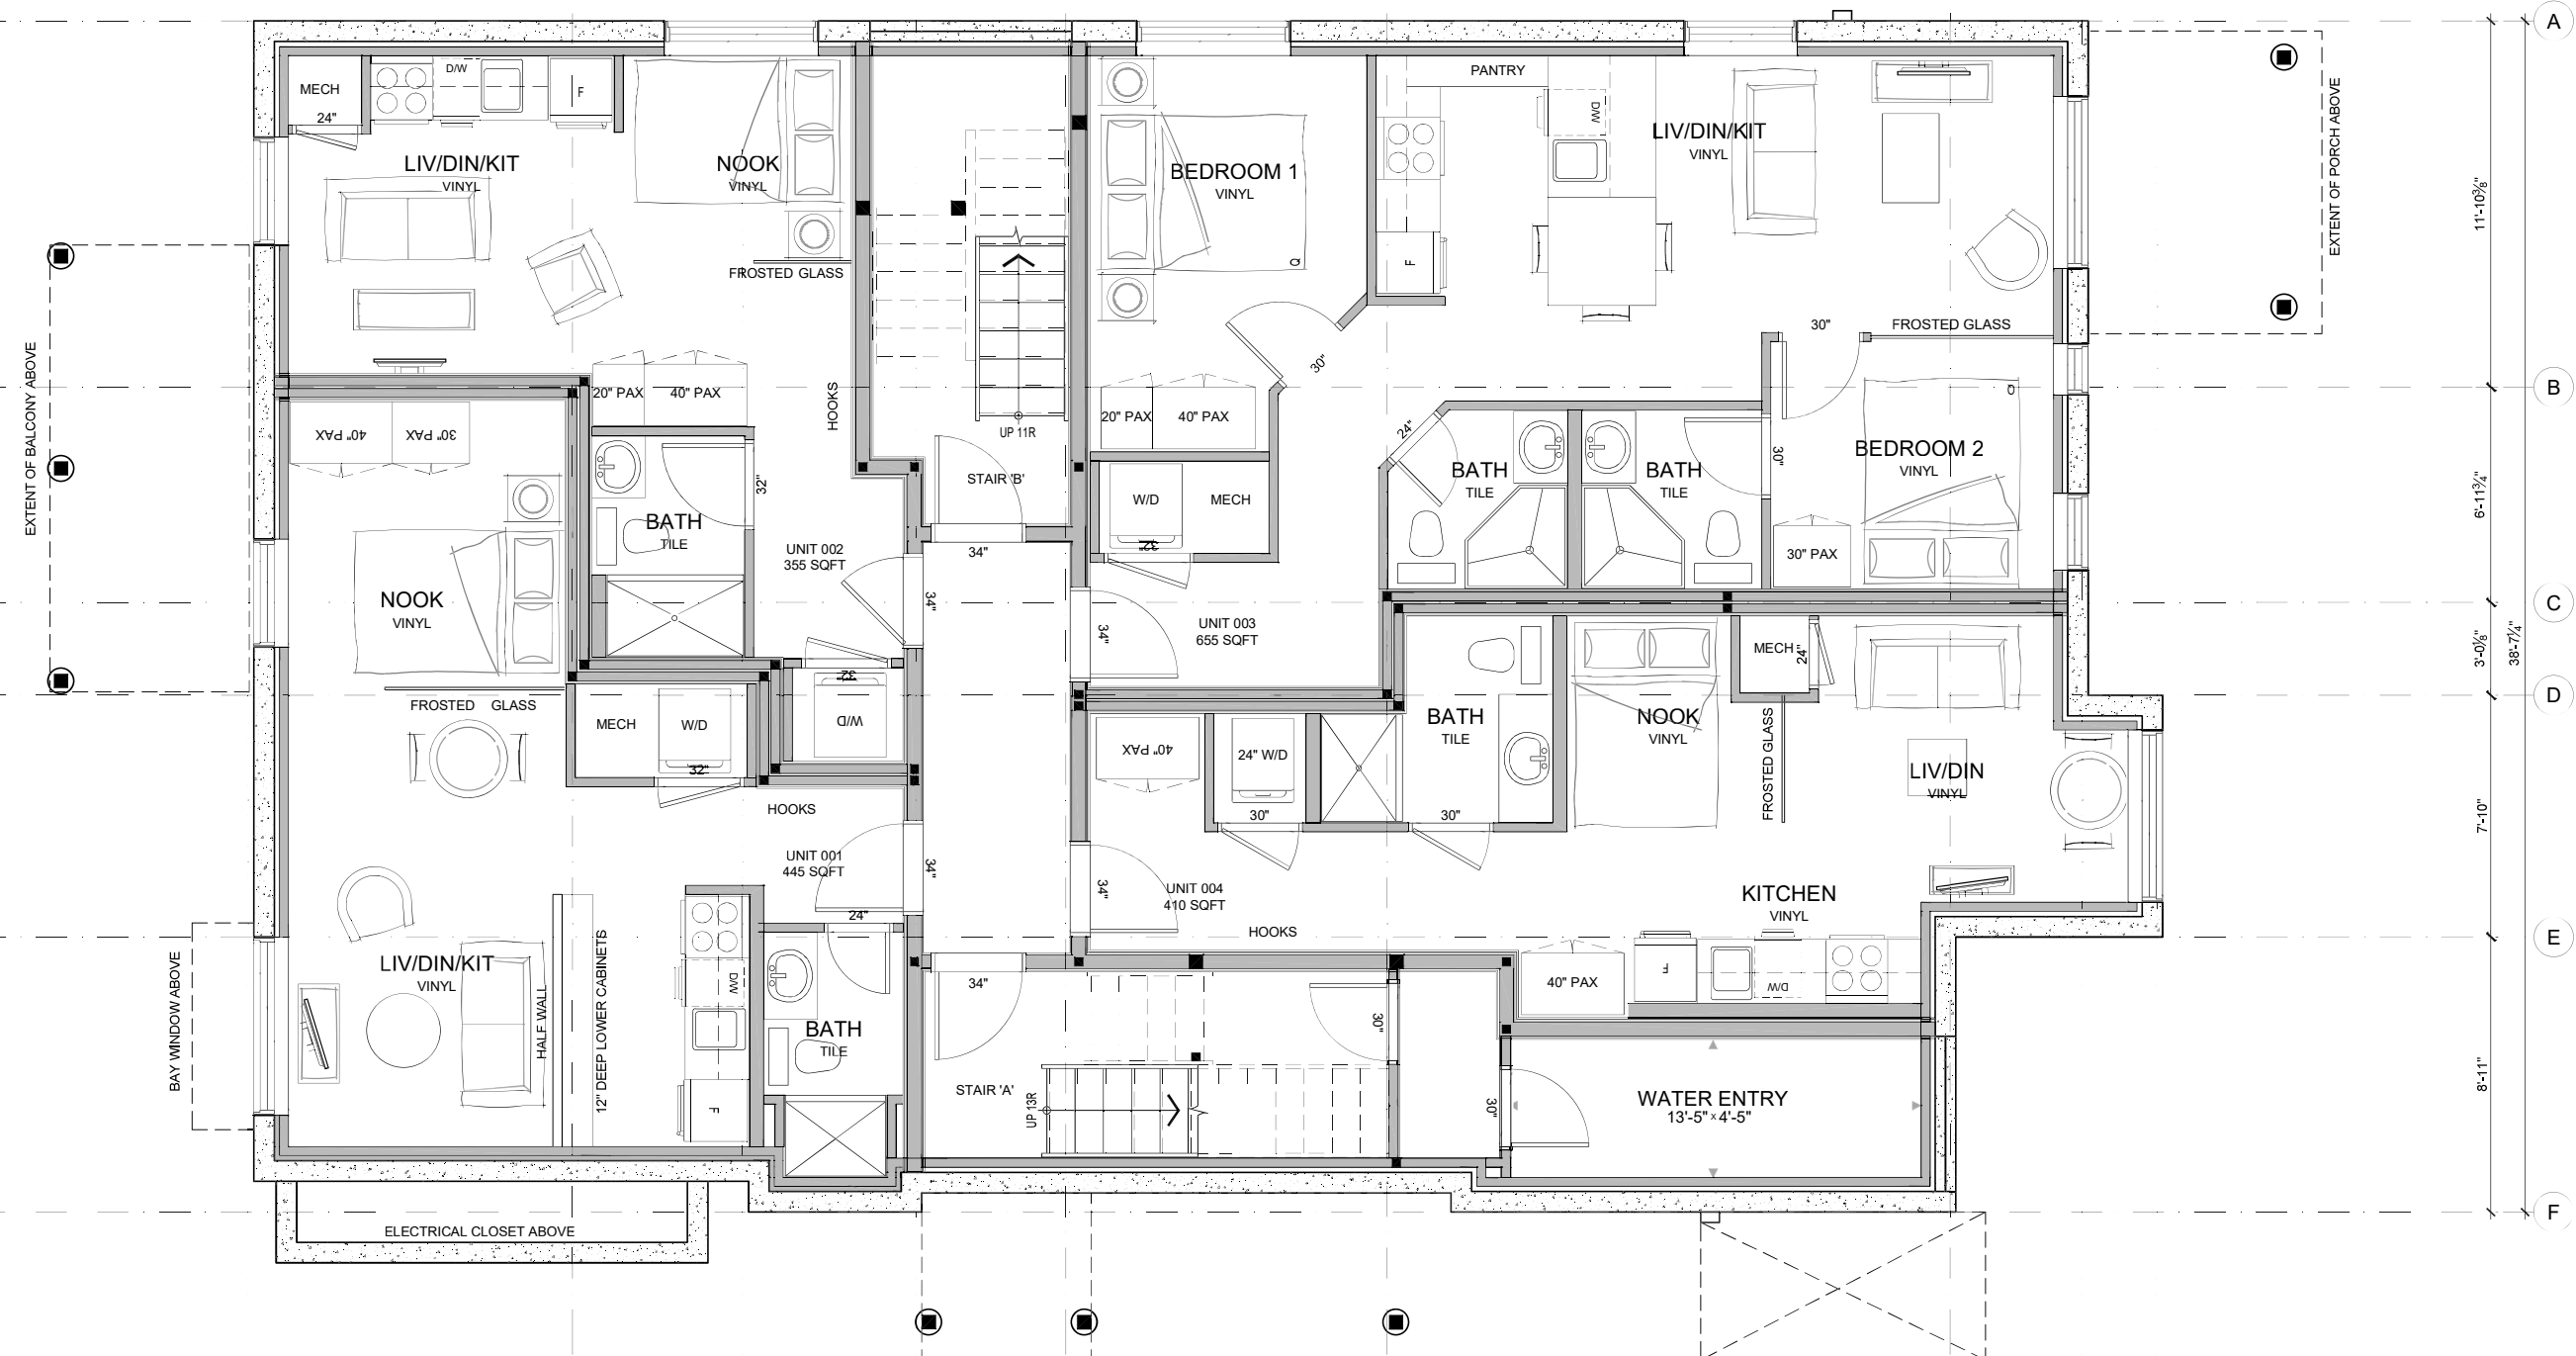 A
MECH
24"
D/W
F
LIV/DIN/KIT
VINYL
NOOK
VINYL
FROSTED GLASS
HOOKS
20" PAX
40" PAX
UP 11R
STAIR 'B'
34"
BEDROOM 1
VINYL
Q
30"
20" PAX
40" PAX
W/D
MECH
32"
PANTRY
D/W
F
LIV/DIN/KIT
VINYL
30"
FROSTED GLASS
EXTENT OF PORCH ABOVE
11'-10⅜"
B
EXTENT OF BALCONY ABOVE
40" PAX
30" PAX
NOOK
VINYL
BATH
TILE
32"
UNIT 002
355 SQFT
34"
24"
BATH
TILE
BATH
TILE
30"
BEDROOM 2
VINYL
Q
30" PAX
6'-11¾"
C
UNIT 003
655 SQFT
34"
3'-0⅛"
38'-7¼"
D
FROSTED GLASS
MECH
W/D
32"
32"
W/D
HOOKS
UNIT 001
445 SQFT
34"
24"
40" PAX
24" W/D
30"
BATH
TILE
30"
NOOK
VINYL
MECH
24"
FROSTED GLASS
LIV/DIN
VINYL
7'-10"
UNIT 004
410 SQFT
34"
HOOKS
KITCHEN
VINYL
E
40" PAX
F
D/W
BAY WINDOW ABOVE
LIV/DIN/KIT
VINYL
HALF WALL
12" DEEP LOWER CABINETS
D/W
F
BATH
TILE
34"
STAIR 'A'
UP 13R
30"
30"
WATER ENTRY
13'-5" x 4'-5"
8'-11"
F
ELECTRICAL CLOSET ABOVE